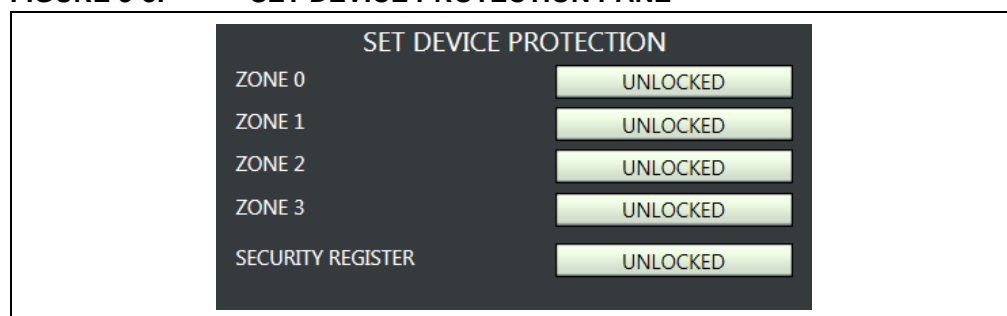 SET DEVICE PROTECTION
ZONE 0 UNLOCKED
ZONE 1 UNLOCKED
ZONE 2 UNLOCKED
ZONE 3 UNLOCKED
SECURITY REGISTER UNLOCKED